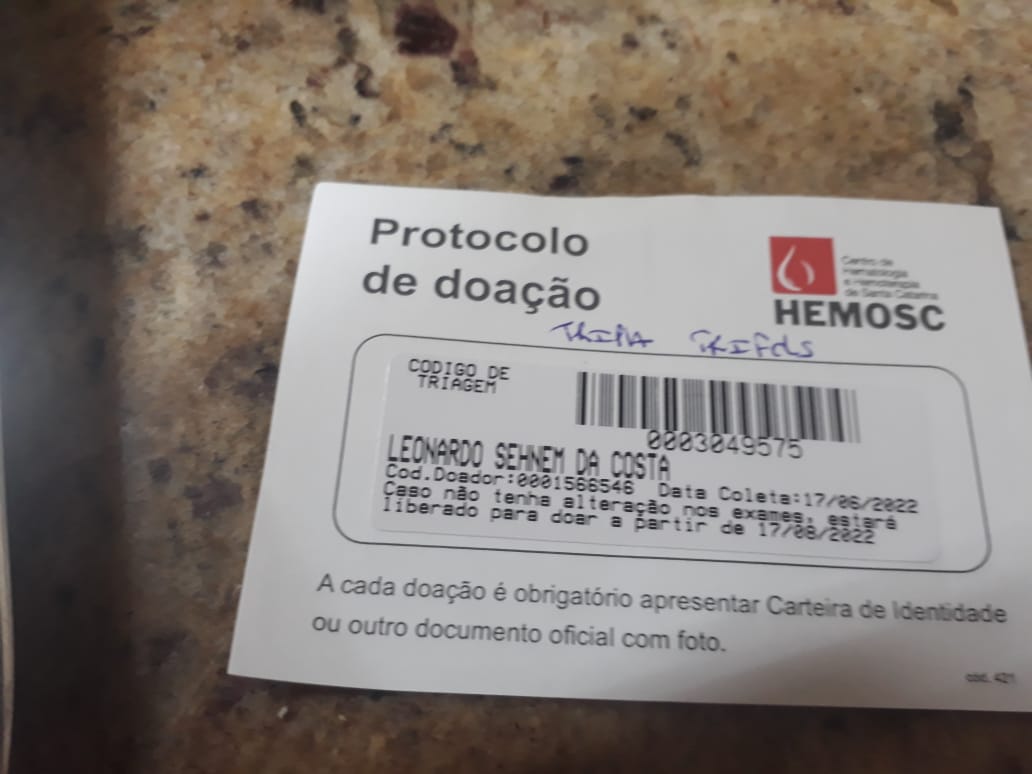 Protocolo
de doação
Centro de
Hematologia
e Hemoterapia
de Santa Catarina
HEMOSC
CODIGO DE
TRIAGEM
0003049575
LEONARDO SEHNEM DA COSTA
Cod.Doador:0001566546 Data Coleta:17/06/2022
Caso não tenha alteração nos exames, estará
liberado para doar a partir de 17/08/2022
A cada doação é obrigatório apresentar Carteira de Identidade
ou outro documento oficial com foto.
cód. 421